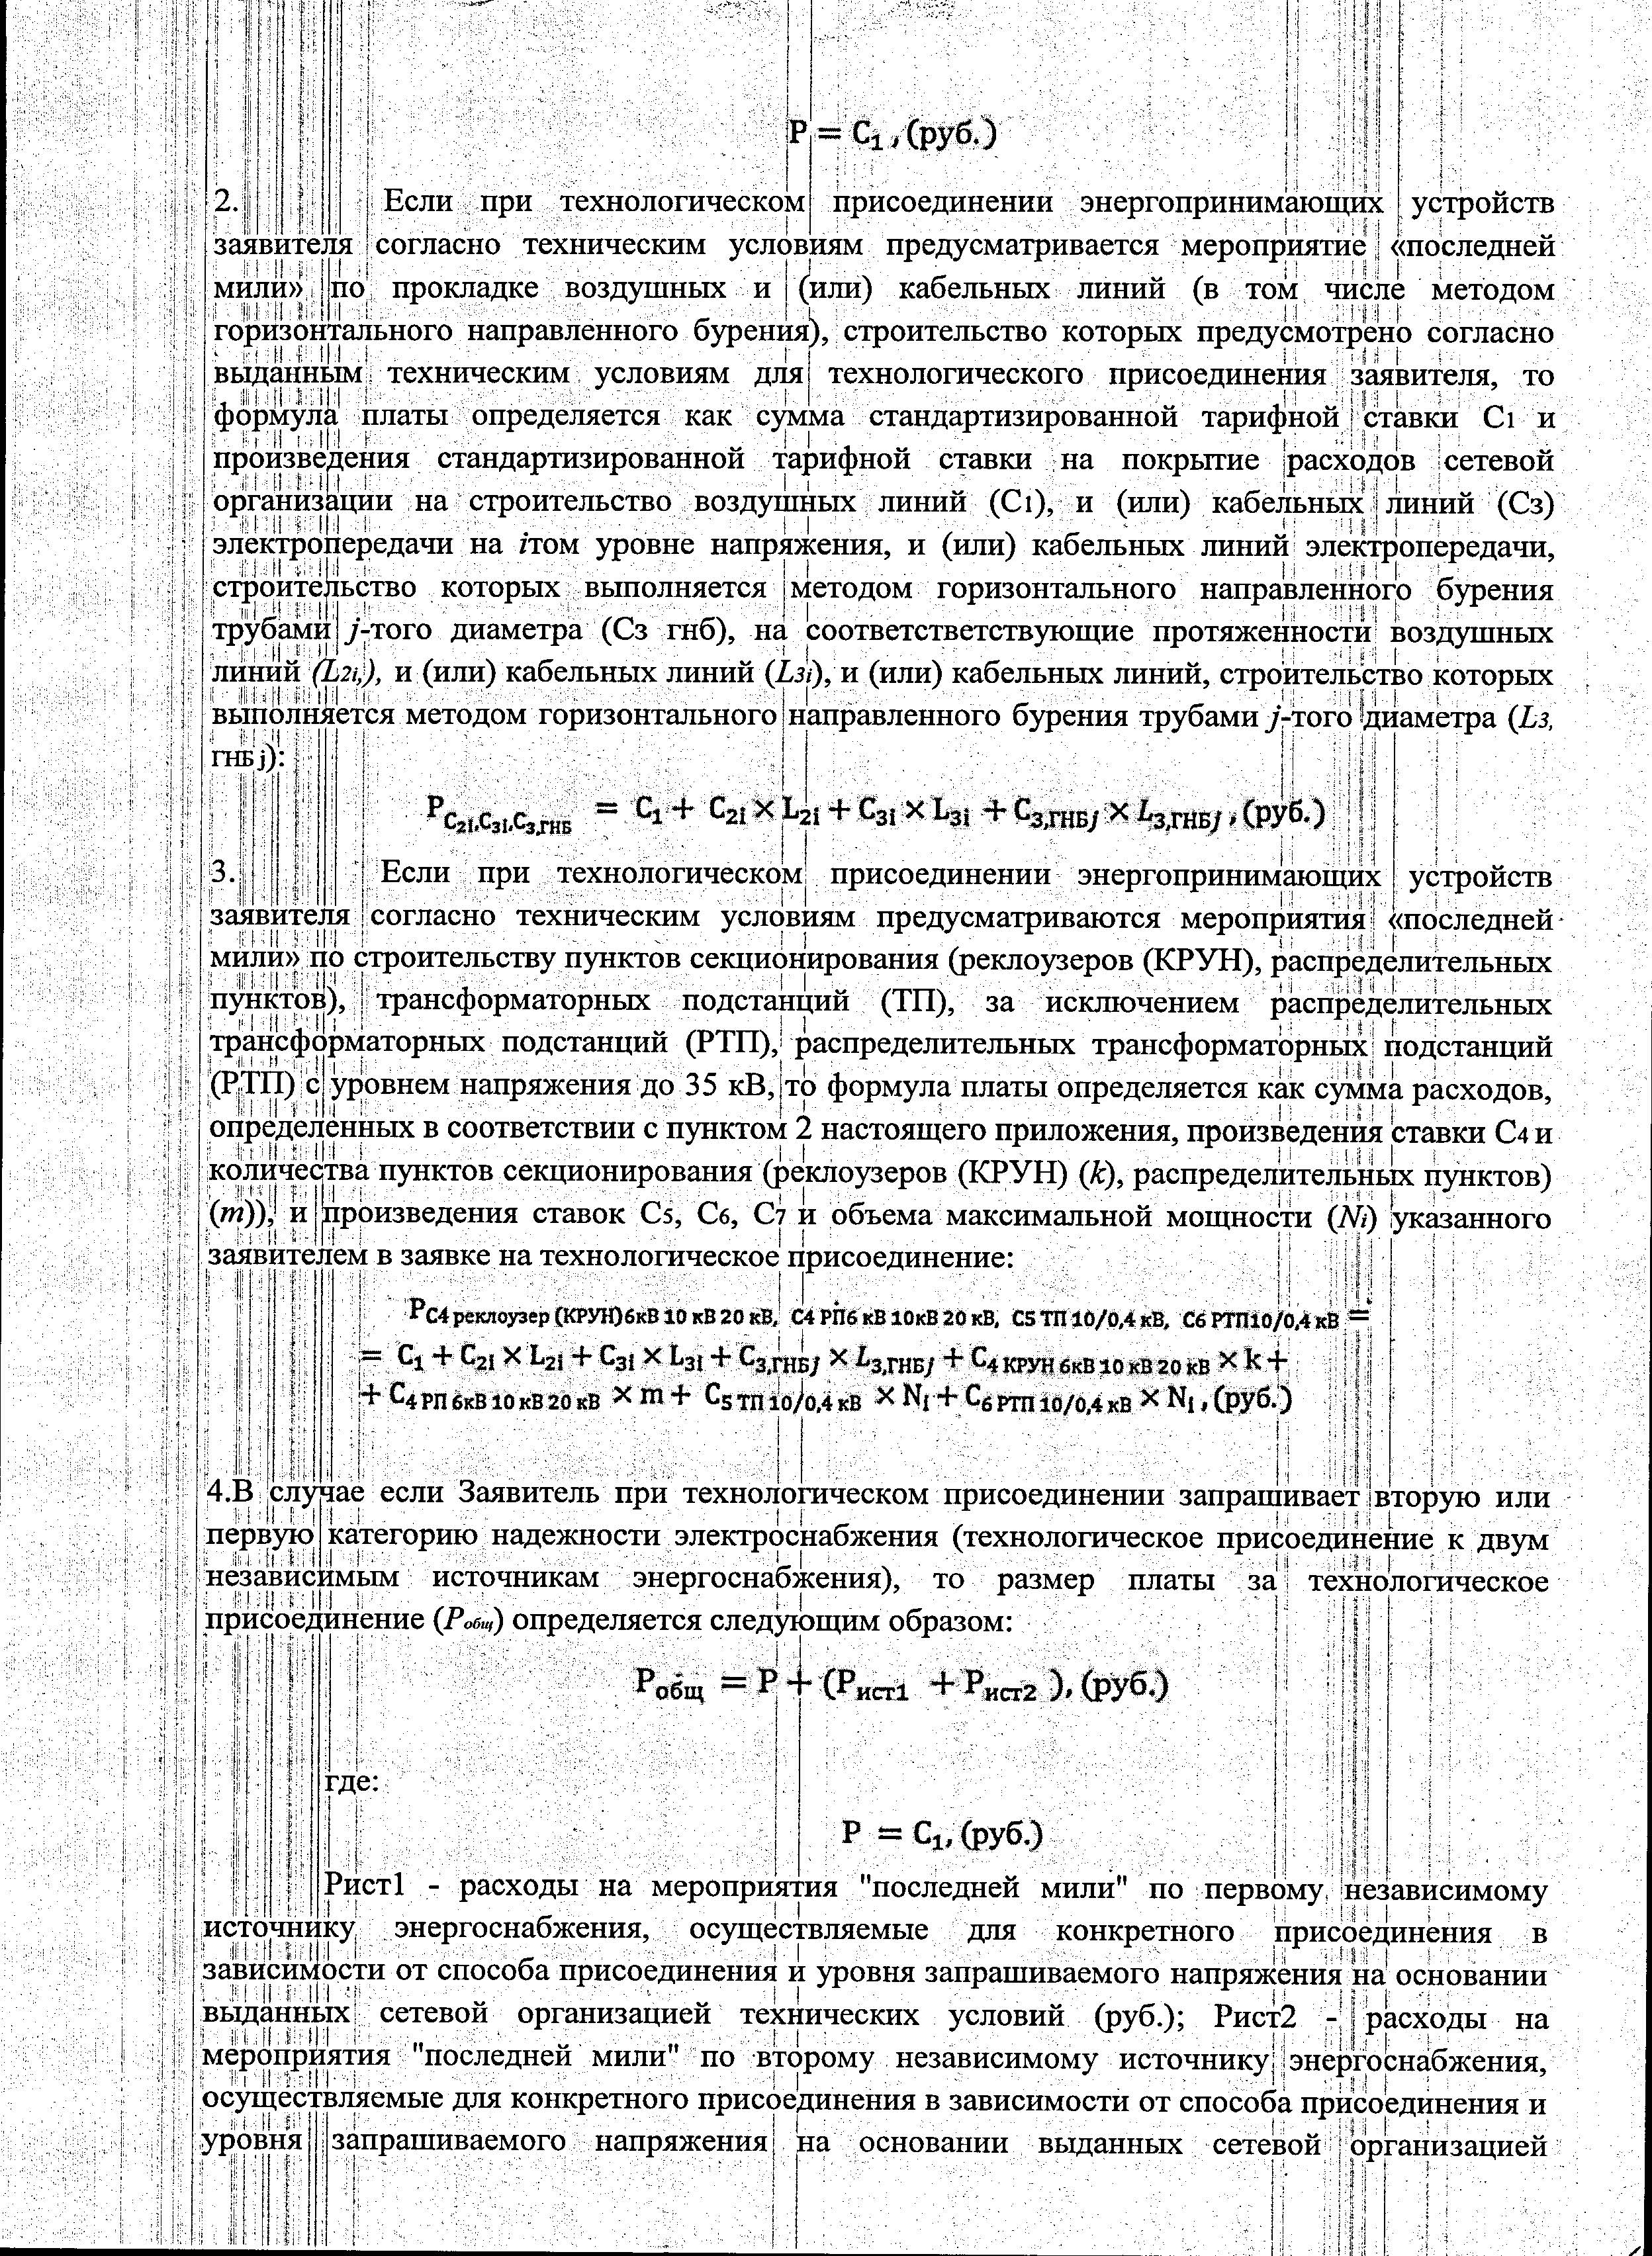 P = C₁ , (руб.)
2. Если при технологическом присоединении энергопринимающих устройств
заявителя согласно техническим условиям предусматривается мероприятие «последней
мили» по прокладке воздушных и (или) кабельных линий (в том числе методом
горизонтального направленного бурения), строительство которых предусмотрено согласно
выданным техническим условиям для технологического присоединения заявителя, то
формула платы определяется как сумма стандартизированной тарифной ставки С1 и
произведения стандартизированной тарифной ставки на покрытие расходов сетевой
организации на строительство воздушных линий (С1), и (или) кабельных линий (Сз)
электропередачи на iтом уровне напряжения, и (или) кабельных линий электропередачи,
строительство которых выполняется методом горизонтального направленного бурения
трубами j-того диаметра (Сз гнб), на соответстветствующие протяженности воздушных
линий (L2i,), и (или) кабельных линий (L3i), и (или) кабельных линий, строительство которых
выполняется методом горизонтального направленного бурения трубами j-того диаметра (L3,
ГНБ j):
P C2i,C3i,C3,ГНБ = C₁ + C2i × L2i + C3i × L3i + C3,ГНБj × L3,ГНБj , (руб.)
3. Если при технологическом присоединении энергопринимающих устройств
заявителя согласно техническим условиям предусматриваются мероприятия «последней
мили» по строительству пунктов секционирования (реклоузеров (КРУН), распределительных
пунктов), трансформаторных подстанций (ТП), за исключением распределительных
трансформаторных подстанций (РТП), распределительных трансформаторных подстанций
(РТП) с уровнем напряжения до 35 кВ, то формула платы определяется как сумма расходов,
определенных в соответствии с пунктом 2 настоящего приложения, произведения ставки С4 и
количества пунктов секционирования (реклоузеров (КРУН) (k), распределительных пунктов)
(m)), и произведения ставок С5, С6, С7 и объема максимальной мощности (Ni) указанного
заявителем в заявке на технологическое присоединение:
P C4 реклоузер (КРУН) 6кВ 10 кВ 20 кВ, C4 РП6 кВ 10кВ 20 кВ, C5 ТП 10/0,4 кВ, C6 РТП10/0,4 кВ =
= C₁ + C2i × L2i + C3i × L3i + C3,ГНБj × L3,ГНБj + C4 КРУН 6кВ 10 кВ 20 кВ × k +
+ C4 РП 6кВ 10 кВ 20 кВ × m + C5 ТП 10/0,4 кВ × Ni + C6 РТП 10/0,4 кВ × Ni , (руб.)
4.В случае если Заявитель при технологическом присоединении запрашивает вторую или
первую категорию надежности электроснабжения (технологическое присоединение к двум
независимым источникам энергоснабжения), то размер платы за технологическое
присоединение (Pобщ) определяется следующим образом:
Pобщ = P + (Pист1 + Pист2 ), (руб.)
где:
P = C₁, (руб.)
Рист1 - расходы на мероприятия "последней мили" по первому независимому
источнику энергоснабжения, осуществляемые для конкретного присоединения в
зависимости от способа присоединения и уровня запрашиваемого напряжения на основании
выданных сетевой организацией технических условий (руб.); Рист2 - расходы на
мероприятия "последней мили" по второму независимому источнику энергоснабжения,
осуществляемые для конкретного присоединения в зависимости от способа присоединения и
уровня запрашиваемого напряжения на основании выданных сетевой организацией